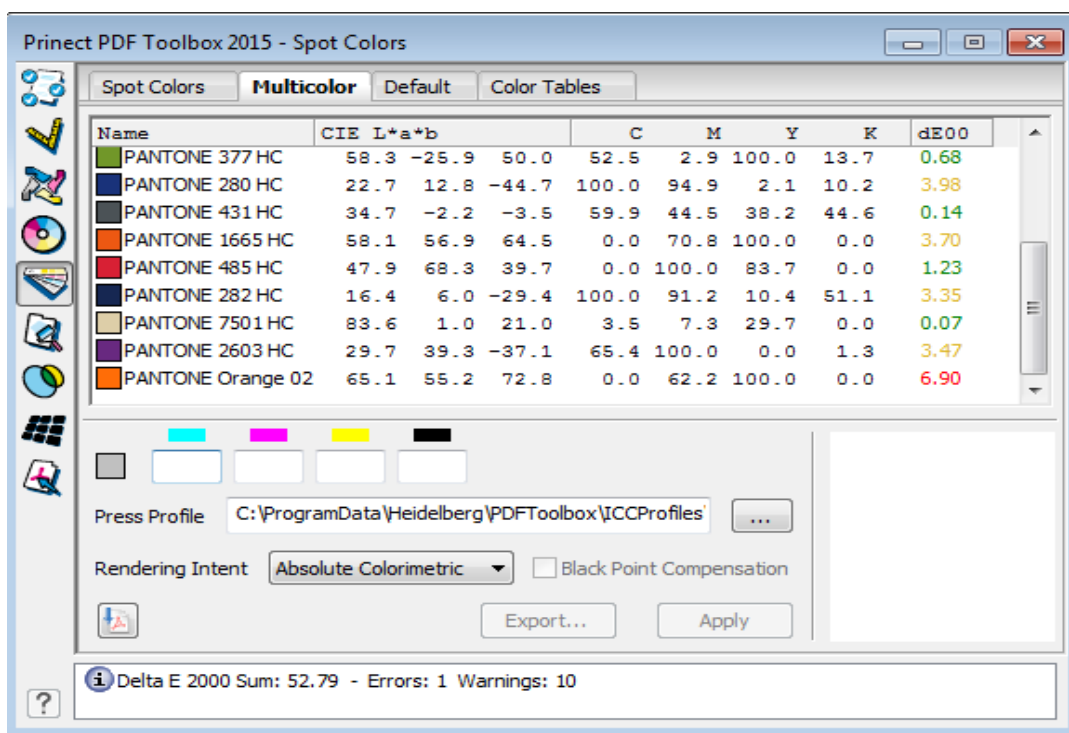 Prinect PDF Toolbox 2015 - Spot Colors
Spot Colors Multicolor Default Color Tables
Name CIE L*a*b C M Y K dE00
PANTONE 377 HC 58.3 -25.9 50.0 52.5 2.9 100.0 13.7 0.68
PANTONE 280 HC 22.7 12.8 -44.7 100.0 94.9 2.1 10.2 3.98
PANTONE 431 HC 34.7 -2.2 -3.5 59.9 44.5 38.2 44.6 0.14
PANTONE 1665 HC 58.1 56.9 64.5 0.0 70.8 100.0 0.0 3.70
PANTONE 485 HC 47.9 68.3 39.7 0.0 100.0 83.7 0.0 1.23
PANTONE 282 HC 16.4 6.0 -29.4 100.0 91.2 10.4 51.1 3.35
PANTONE 7501 HC 83.6 1.0 21.0 3.5 7.3 29.7 0.0 0.07
PANTONE 2603 HC 29.7 39.3 -37.1 65.4 100.0 0.0 1.3 3.47
PANTONE Orange 02 65.1 55.2 72.8 0.0 62.2 100.0 0.0 6.90
Press Profile C:\ProgramData\Heidelberg\PDFToolbox\ICCProfiles\ ...
Rendering Intent Absolute Colorimetric Black Point Compensation
Export... Apply
Delta E 2000 Sum: 52.79 - Errors: 1 Warnings: 10
?